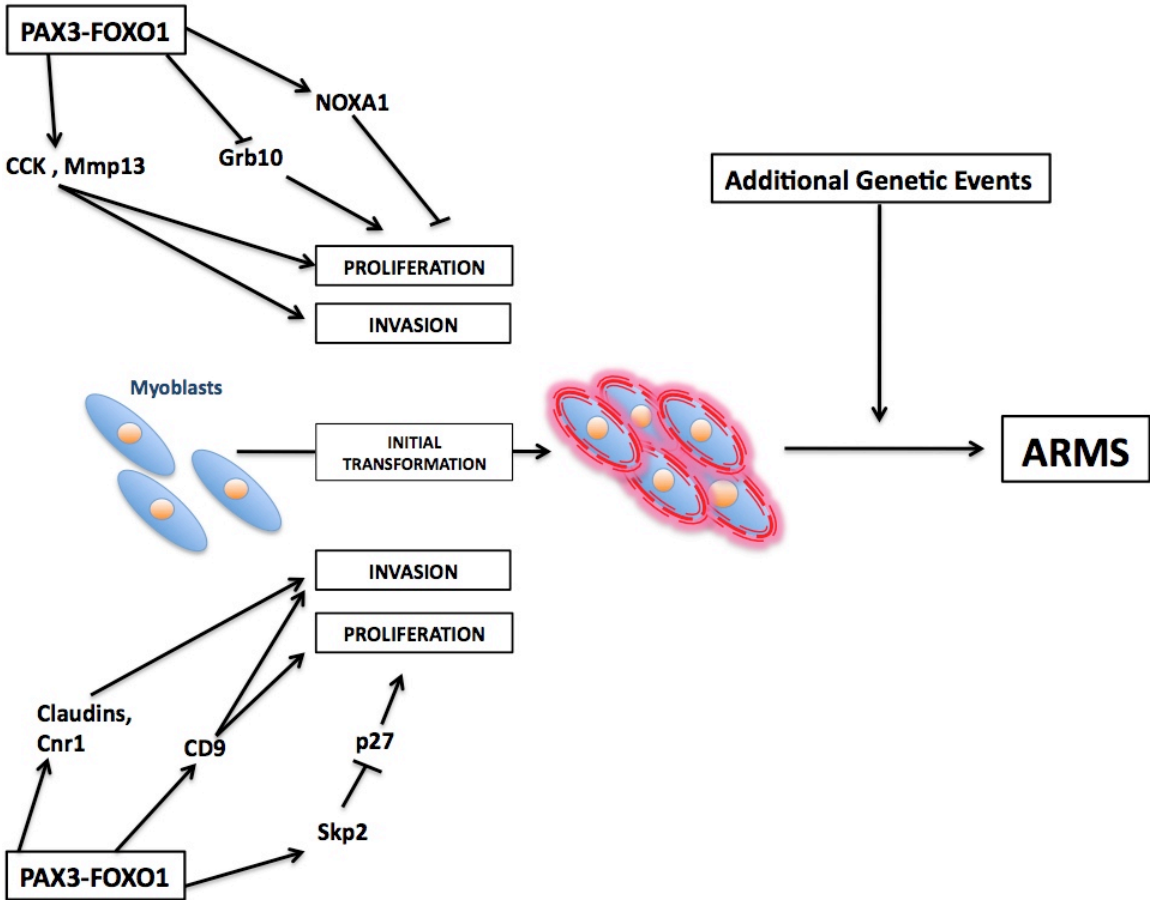 PAX3-FOXO1
NOXA1
CCK , Mmp13
Grb10
Additional Genetic Events
PROLIFERATION
INVASION
Myoblasts
INITIAL
TRANSFORMATION
ARMS
INVASION
PROLIFERATION
Claudins,
Cnr1
CD9
p27
Skp2
PAX3-FOXO1